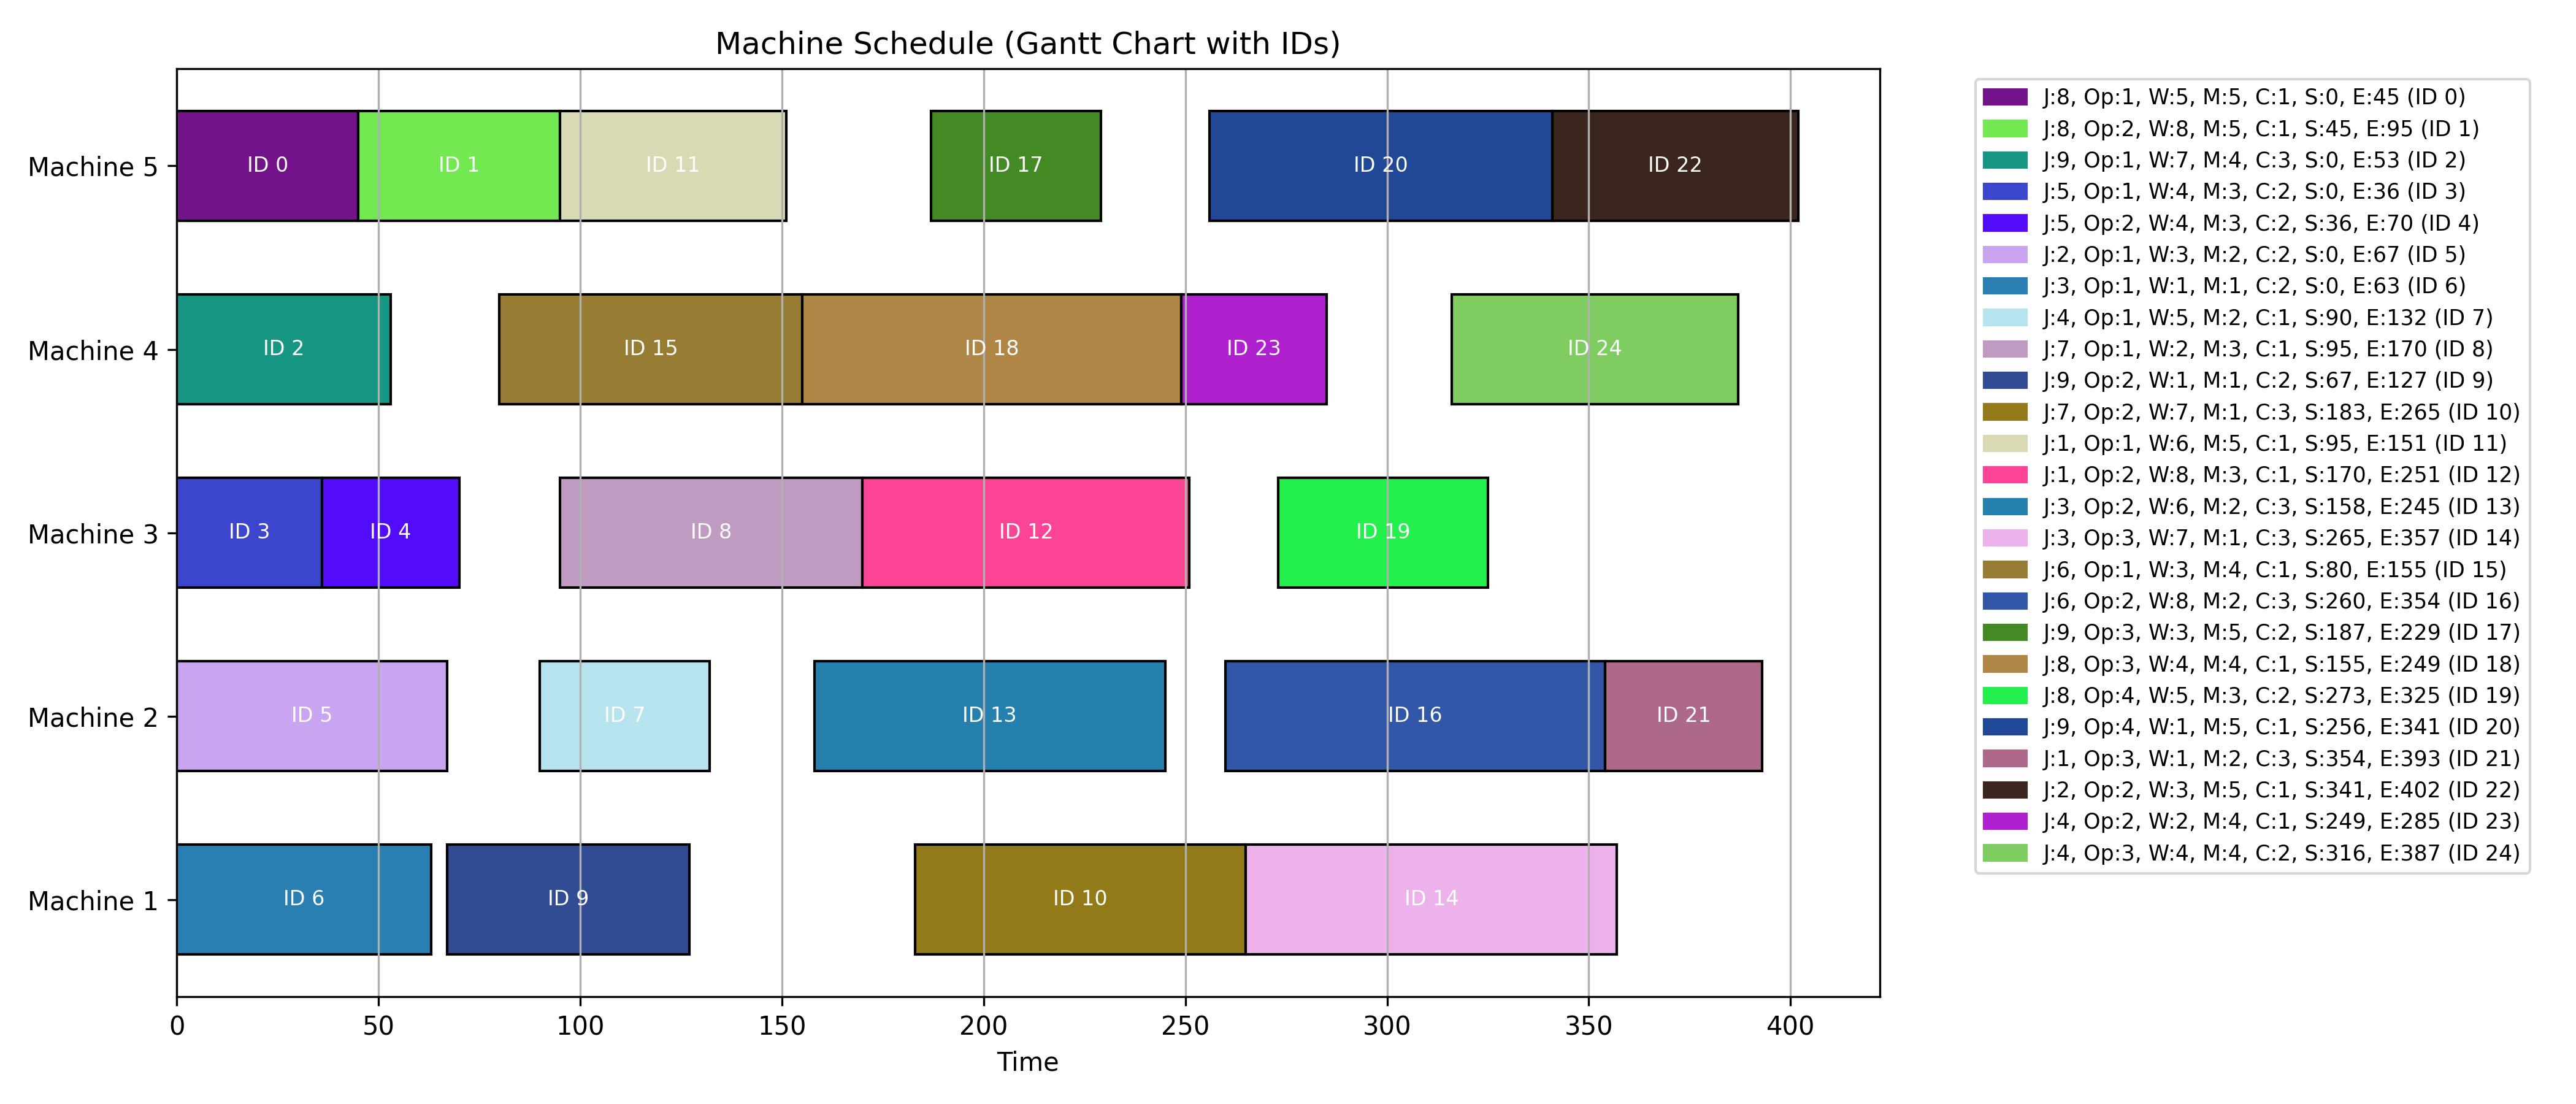 Machine Schedule (Gantt Chart with IDs)
Machine 5
ID 0
ID 1
ID 11
ID 17
ID 20
ID 22
Machine 4
ID 2
ID 15
ID 18
ID 23
ID 24
Machine 3
ID 3
ID 4
ID 8
ID 12
ID 19
Machine 2
ID 5
ID 7
ID 13
ID 16
ID 21
Machine 1
ID 6
ID 9
ID 10
ID 14
0 50 100 150 200 250 300 350 400
Time
J:8, Op:1, W:5, M:5, C:1, S:0, E:45 (ID 0)
J:8, Op:2, W:8, M:5, C:1, S:45, E:95 (ID 1)
J:9, Op:1, W:7, M:4, C:3, S:0, E:53 (ID 2)
J:5, Op:1, W:4, M:3, C:2, S:0, E:36 (ID 3)
J:5, Op:2, W:4, M:3, C:2, S:36, E:70 (ID 4)
J:2, Op:1, W:3, M:2, C:2, S:0, E:67 (ID 5)
J:3, Op:1, W:1, M:1, C:2, S:0, E:63 (ID 6)
J:4, Op:1, W:5, M:2, C:1, S:90, E:132 (ID 7)
J:7, Op:1, W:2, M:3, C:1, S:95, E:170 (ID 8)
J:9, Op:2, W:1, M:1, C:2, S:67, E:127 (ID 9)
J:7, Op:2, W:7, M:1, C:3, S:183, E:265 (ID 10)
J:1, Op:1, W:6, M:5, C:1, S:95, E:151 (ID 11)
J:1, Op:2, W:8, M:3, C:1, S:170, E:251 (ID 12)
J:3, Op:2, W:6, M:2, C:3, S:158, E:245 (ID 13)
J:3, Op:3, W:7, M:1, C:3, S:265, E:357 (ID 14)
J:6, Op:1, W:3, M:4, C:1, S:80, E:155 (ID 15)
J:6, Op:2, W:8, M:2, C:3, S:260, E:354 (ID 16)
J:9, Op:3, W:3, M:5, C:2, S:187, E:229 (ID 17)
J:8, Op:3, W:4, M:4, C:1, S:155, E:249 (ID 18)
J:8, Op:4, W:5, M:3, C:2, S:273, E:325 (ID 19)
J:9, Op:4, W:1, M:5, C:1, S:256, E:341 (ID 20)
J:1, Op:3, W:1, M:2, C:3, S:354, E:393 (ID 21)
J:2, Op:2, W:3, M:5, C:1, S:341, E:402 (ID 22)
J:4, Op:2, W:2, M:4, C:1, S:249, E:285 (ID 23)
J:4, Op:3, W:4, M:4, C:2, S:316, E:387 (ID 24)